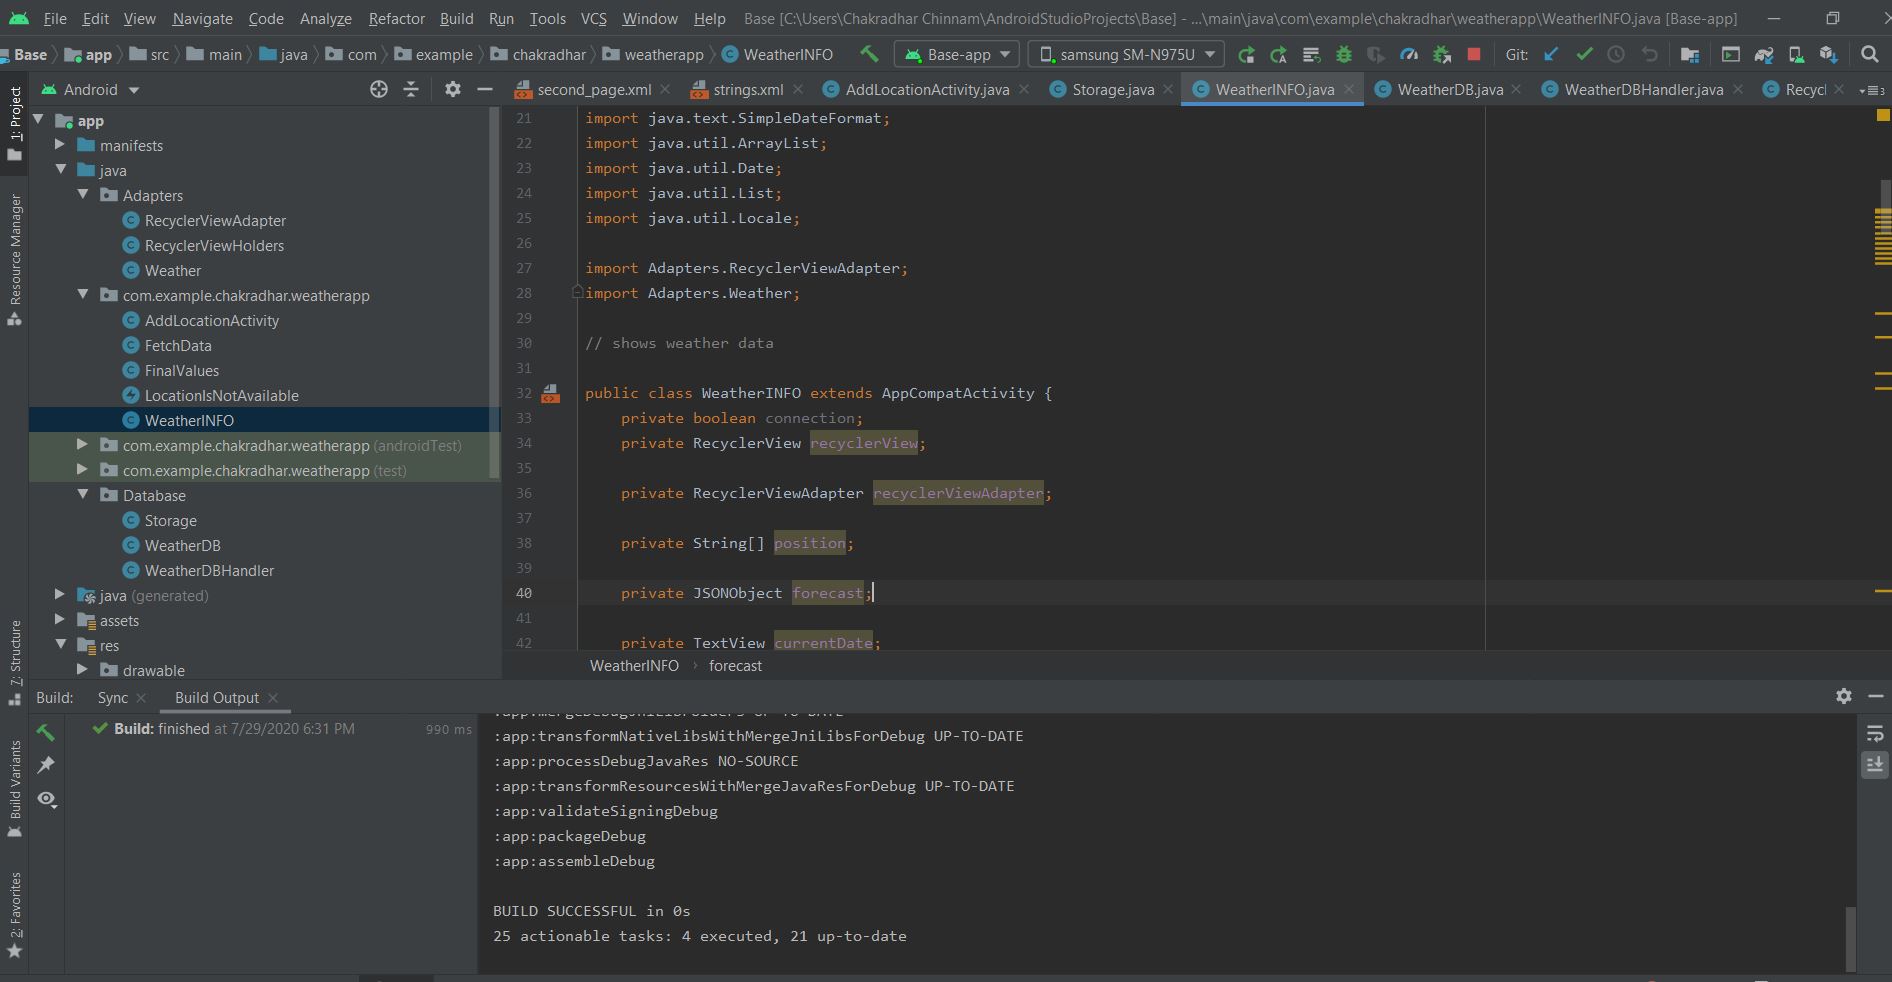 File Edit View Navigate Code Analyze Refactor Build Run Tools VCS Window Help Base [C:\Users\Chakradhar Chinnam\AndroidStudioProjects\Base] - ...\main\java\com\example\chakradhar\weatherapp\WeatherINFO.java [Base-app]
Base app src main java com example chakradhar weatherapp WeatherINFO Base-app samsung SM-N975U Git:
Android
second_page.xml strings.xml AddLocationActivity.java Storage.java WeatherINFO.java WeatherDB.java WeatherDBHandler.java Recycl 3
1: Project
Resource Manager
7: Structure
Build Variants
2: Favorites
app
manifests
java
Adapters
RecyclerViewAdapter
RecyclerViewHolders
Weather
com.example.chakradhar.weatherapp
AddLocationActivity
FetchData
FinalValues
LocationIsNotAvailable
WeatherINFO
com.example.chakradhar.weatherapp (androidTest)
com.example.chakradhar.weatherapp (test)
Database
Storage
WeatherDB
WeatherDBHandler
java (generated)
assets
res
drawable
21 import java.text.SimpleDateFormat;
22 import java.util.ArrayList;
23 import java.util.Date;
24 import java.util.List;
25 import java.util.Locale;
26
27 import Adapters.RecyclerViewAdapter;
28 import Adapters.Weather;
29
30 // shows weather data
31
32 public class WeatherINFO extends AppCompatActivity {
33 private boolean connection;
34 private RecyclerView recyclerView;
35
36 private RecyclerViewAdapter recyclerViewAdapter;
37
38 private String[] position;
39
40 private JSONObject forecast;
41
42 private TextView currentDate;
WeatherINFO › forecast
Build: Sync Build Output
Build: finished at 7/29/2020 6:31 PM 990 ms
:app:mergeDebugJniLibFolders UP-TO-DATE
:app:transformNativeLibsWithMergeJniLibsForDebug UP-TO-DATE
:app:processDebugJavaRes NO-SOURCE
:app:transformResourcesWithMergeJavaResForDebug UP-TO-DATE
:app:validateSigningDebug
:app:packageDebug
:app:assembleDebug
BUILD SUCCESSFUL in 0s
25 actionable tasks: 4 executed, 21 up-to-date